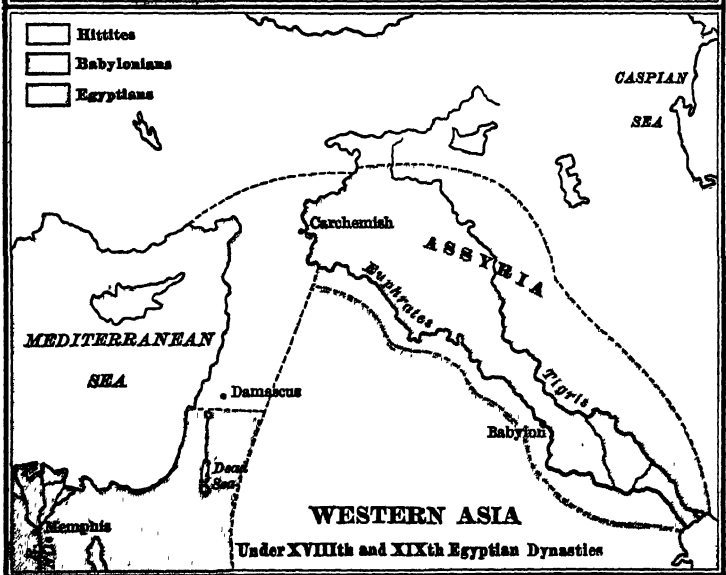 Hittites
Babylonians
Egyptians
CASPIAN
SEA
Carchemish
ASSYRIA
Euphrates
MEDITERRANEAN
SEA
Damascus
Tigris
Babylon
Dead
Sea
WESTERN ASIA
Memphis
Under XVIIIth and XIXth Egyptian Dynasties